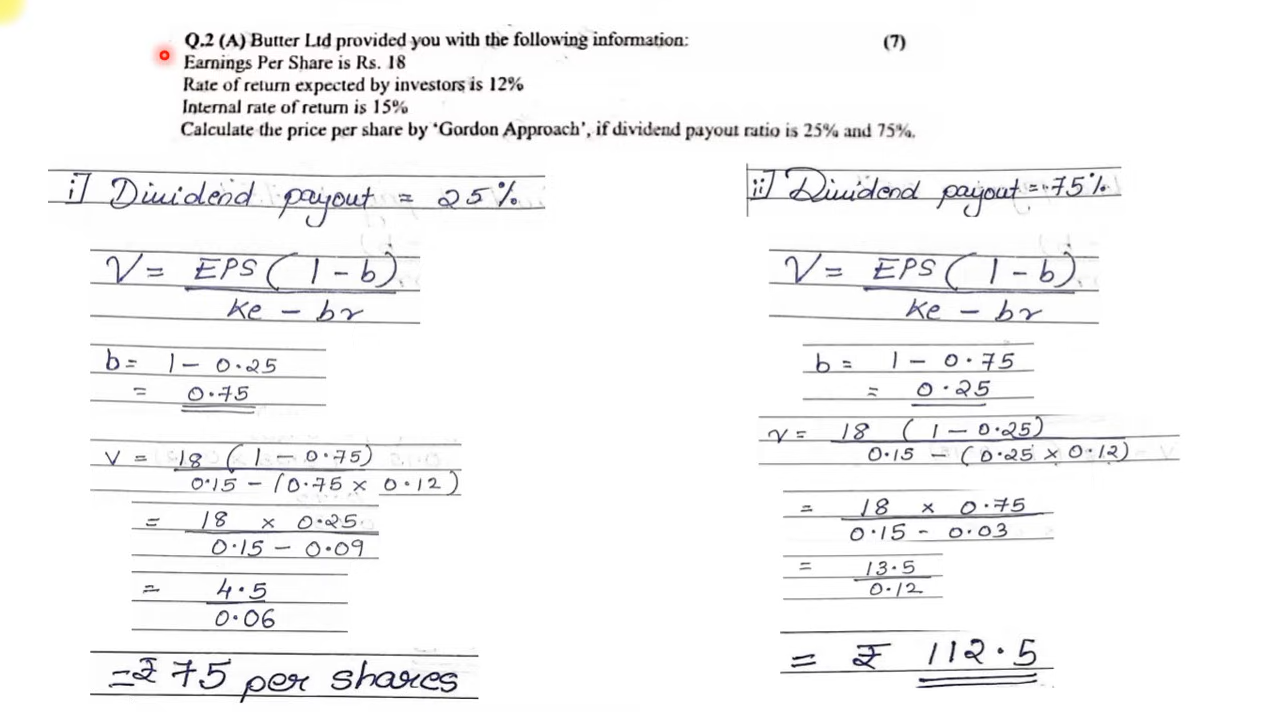 Q.2 (A) Butter Ltd provided you with the following information: (7)
Earnings Per Share is Rs. 18
Rate of return expected by investors is 12%
Internal rate of return is 15%
Calculate the price per share by ‘Gordon Approach’, if dividend payout ratio is 25% and 75%.
i] Dividend payout = 25%
V = EPS ( 1 - b )
Ke - br
b = 1 - 0.25
= 0.75
V = 18 ( 1 - 0.75)
0.15 - (0.75 x 0.12)
= 18 x 0.25
0.15 - 0.09
= 4.5
0.06
= ₹ 75 per shares
ii] Dividend payout = 75%
V = EPS ( 1 - b )
Ke - br
b = 1 - 0.75
= 0.25
V = 18 ( 1 - 0.25)
0.15 - (0.25 x 0.12)
= 18 x 0.75
0.15 - 0.03
= 13.5
0.12
= ₹ 112.5